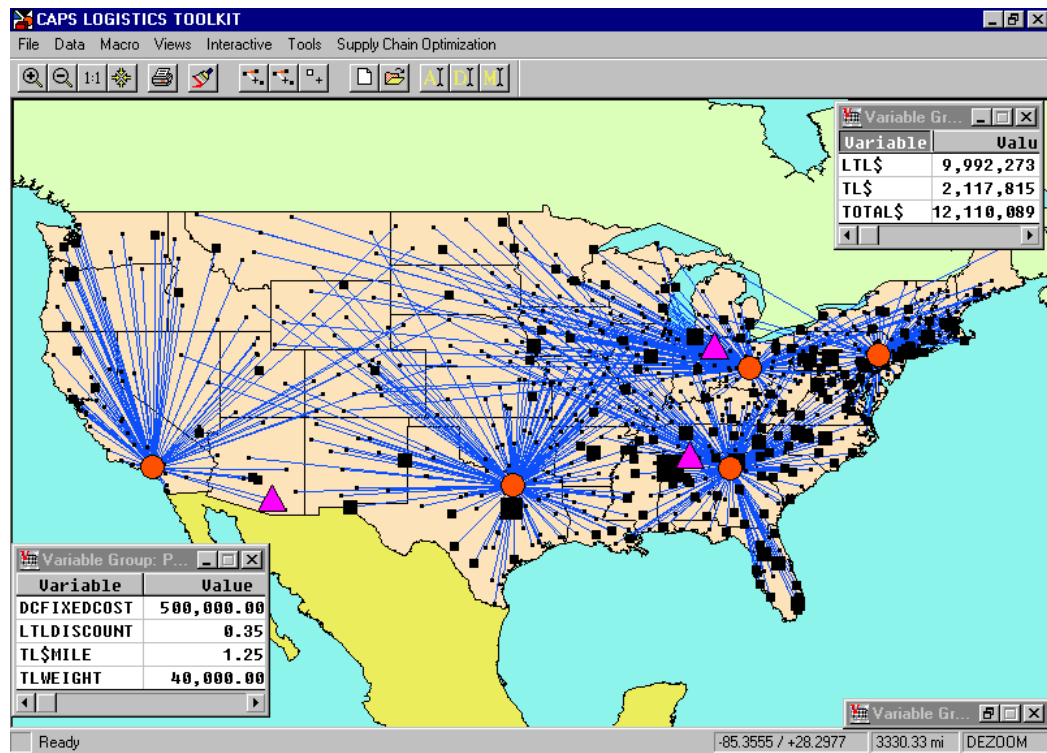 CAPS LOGISTICS TOOLKIT
File Data Macro Views Interactive Tools Supply Chain Optimization
1:1
A D M
Variable Gr...
Variable Valu
LTL$ 9,992,273
TL$ 2,117,815
TOTAL$ 12,110,089
Variable Group: P...
Variable Value
DCFIXEDCOST 500,000.00
LTLDISCOUNT 0.35
TL$MILE 1.25
TLWEIGHT 40,000.00
Variable Gr...
Ready -85.3555 / +28.2977 3330.33 mi DEZOOM